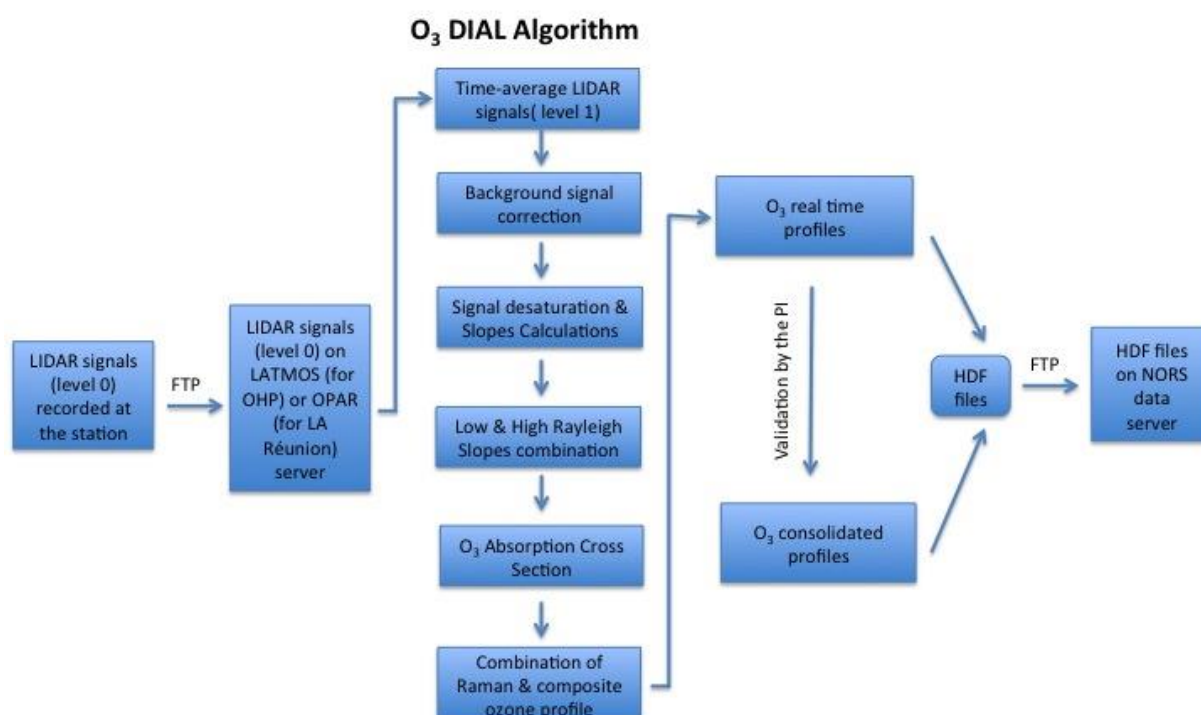 O₃ DIAL Algorithm
LIDAR signals
(level 0)
recorded at
the station
FTP
LIDAR signals
(level 0) on
LATMOS (for
OHP) or OPAR
(for LA
Réunion)
server
Time-average LIDAR
signals( level 1)
Background signal
correction
Signal desaturation &
Slopes Calculations
Low & High Rayleigh
Slopes combination
O₃ Absorption Cross
Section
Combination of
Raman & composite
ozone profile
O₃ real time
profiles
Validation by the PI
O₃ consolidated
profiles
HDF
files
FTP
HDF files
on NORS
data
server